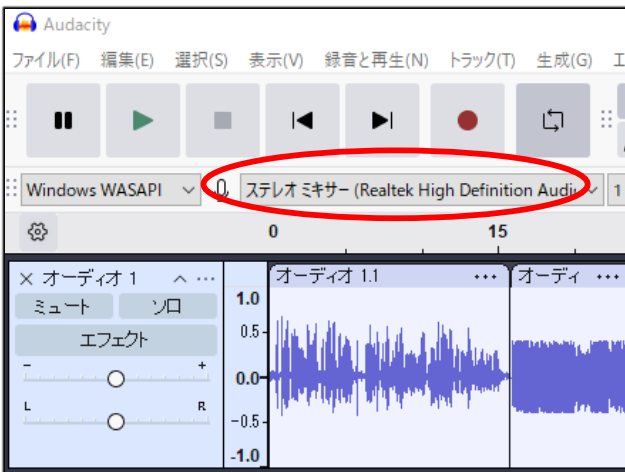 Audacity
ファイル(F) 編集(E) 選択(S) 表示(V) 録音と再生(N) トラック(T) 生成(G)
Windows WASAPI ステレオ ミキサー (Realtek High Definition Audi 1
0 15
× オーディオ 1 オーディオ 1.1 オーディ
ミュート ソロ 1.0
エフェクト 0.5
- + 0.0
L R -0.5
-1.0